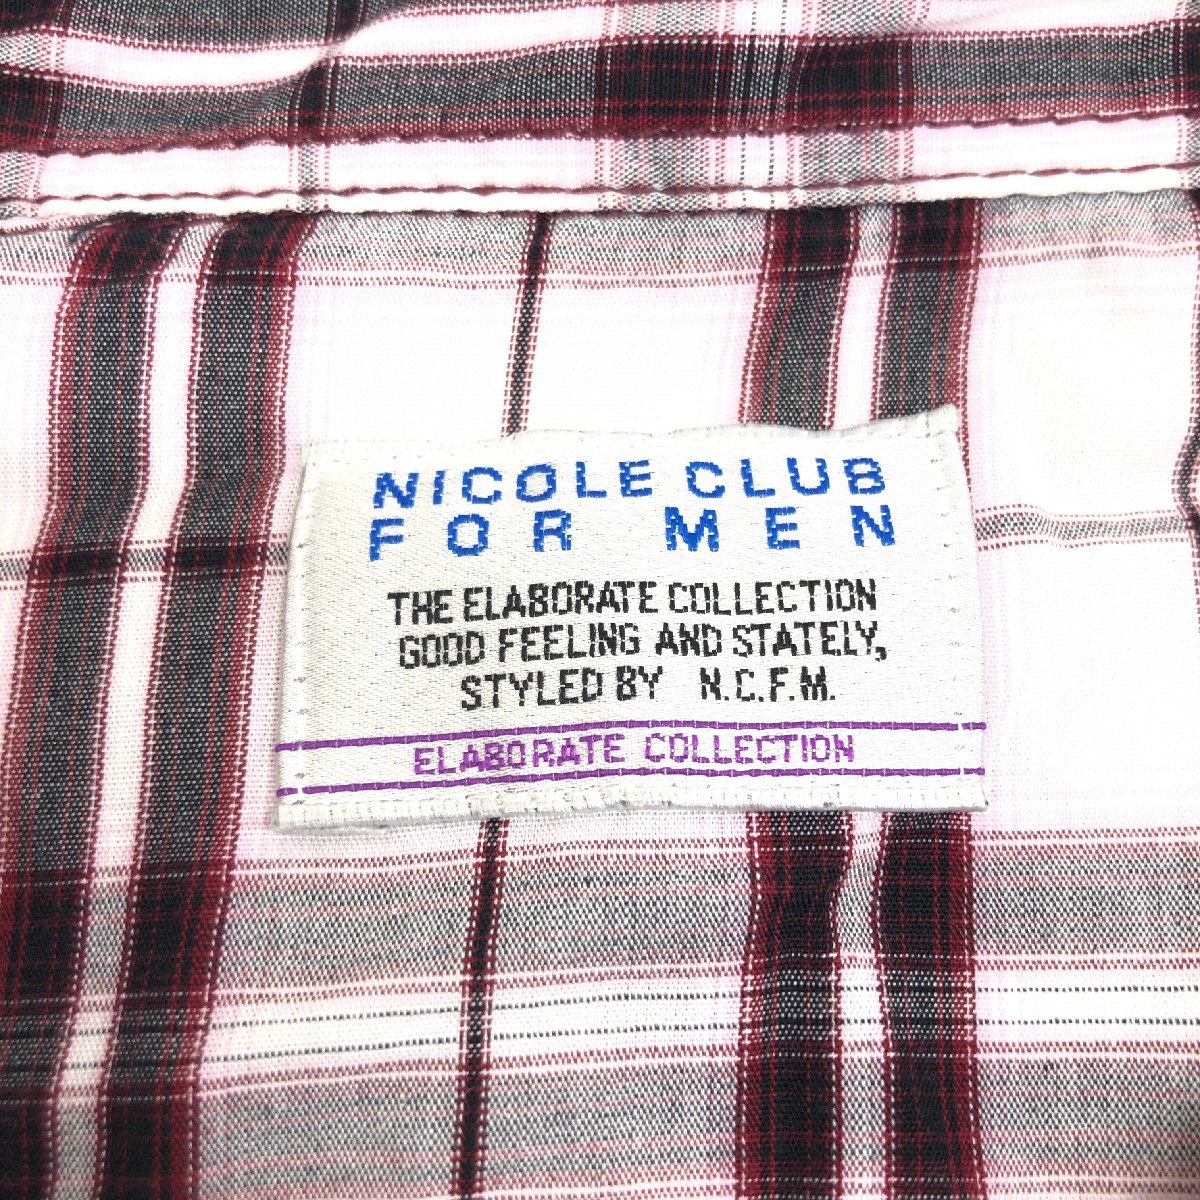 NICOLE CLUB
FOR MEN
THE ELABORATE COLLECTION
GOOD FEELING AND STATELY,
STYLED BY N.C.F.M.
ELABORATE COLLECTION